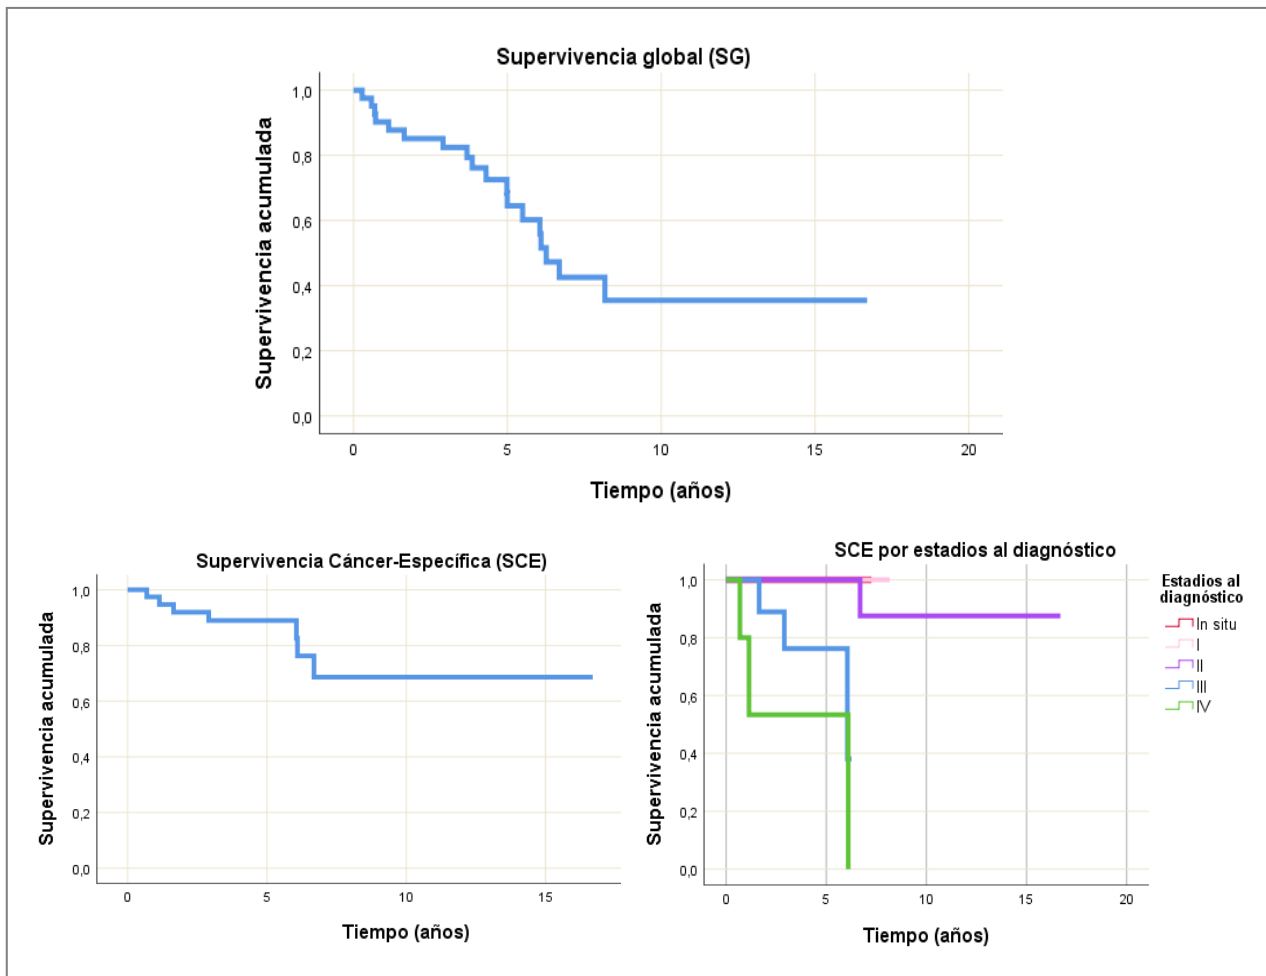 Supervivencia global (SG)
Supervivencia acumulada
1,0
0,8
0,6
0,4
0,2
0,0
0 5 10 15 20
Tiempo (años)
Supervivencia Cáncer-Específica (SCE)
Supervivencia acumulada
1,0
0,8
0,6
0,4
0,2
0,0
0 5 10 15
Tiempo (años)
SCE por estadios al diagnóstico
Supervivencia acumulada
1,0
0,8
0,6
0,4
0,2
0,0
0 5 10 15 20
Tiempo (años)
Estadios al
diagnóstico
In situ
I
II
III
IV